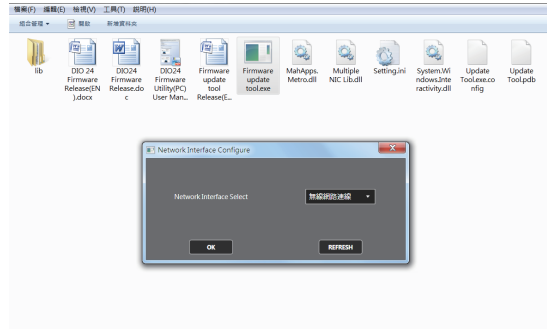 檔案(F) 編輯(E) 檢視(V) 工具(T) 說明(H)
組合管理 開啟 新增資料夾
lib
DIO 24
Firmware
Release(EN
).docx
DIO24
Firmware
Release.do
c
DIO24
Firmware
Utility(PC)
User Man...
Firmware
update
tool
Release(E...
Firmware
update
tool.exe
MahApps.
Metro.dll
Multiple
NIC Lib.dll
Setting.ini
System.Wi
ndows.Inte
ractivity.dll
Update
Tool.exe.co
nfig
Update
Tool.pdb
Network Interface Configure
Network Interface Select
無線網路連線
OK
REFRESH